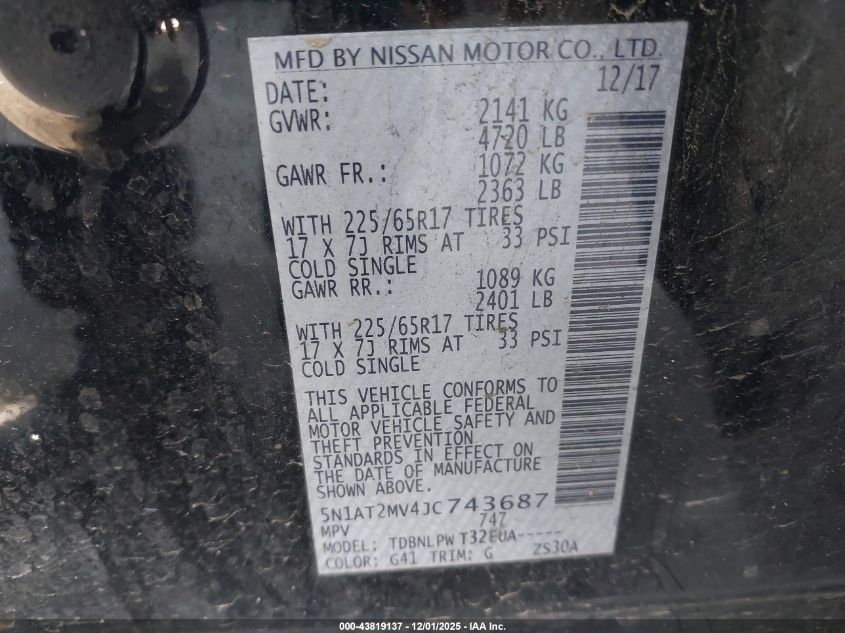 MFD BY NISSAN MOTOR CO., LTD.
DATE: 12/17
GVWR: 2141 KG
4720 LB
GAWR FR.: 1072 KG
2363 LB
WITH 225/65R17 TIRES
17 X 7J RIMS AT 33 PSI
COLD SINGLE
GAWR RR.: 1089 KG
2401 LB
WITH 225/65R17 TIRES
17 X 7J RIMS AT 33 PSI
COLD SINGLE
THIS VEHICLE CONFORMS TO
ALL APPLICABLE FEDERAL
MOTOR VEHICLE SAFETY AND
THEFT PREVENTION
STANDARDS IN EFFECT ON
THE DATE OF MANUFACTURE
SHOWN ABOVE.
5N1AT2MV4JC743687
MPV 747
MODEL: TDBNLPW T32EUA-----
COLOR: G41 TRIM: G ZS30A
000-43819137 - 12/01/2025 - IAA Inc.